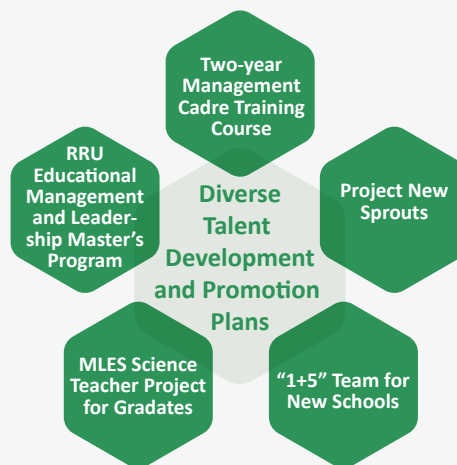 Two-year
Management
Cadre Training
Course
RRU
Educational
Management
and Leader-
ship Master's
Program
Diverse
Talent
Development
and Promotion
Plans
Project New
Sprouts
MLES Science
Teacher Project
for Gradates
“1+5” Team for
New Schools